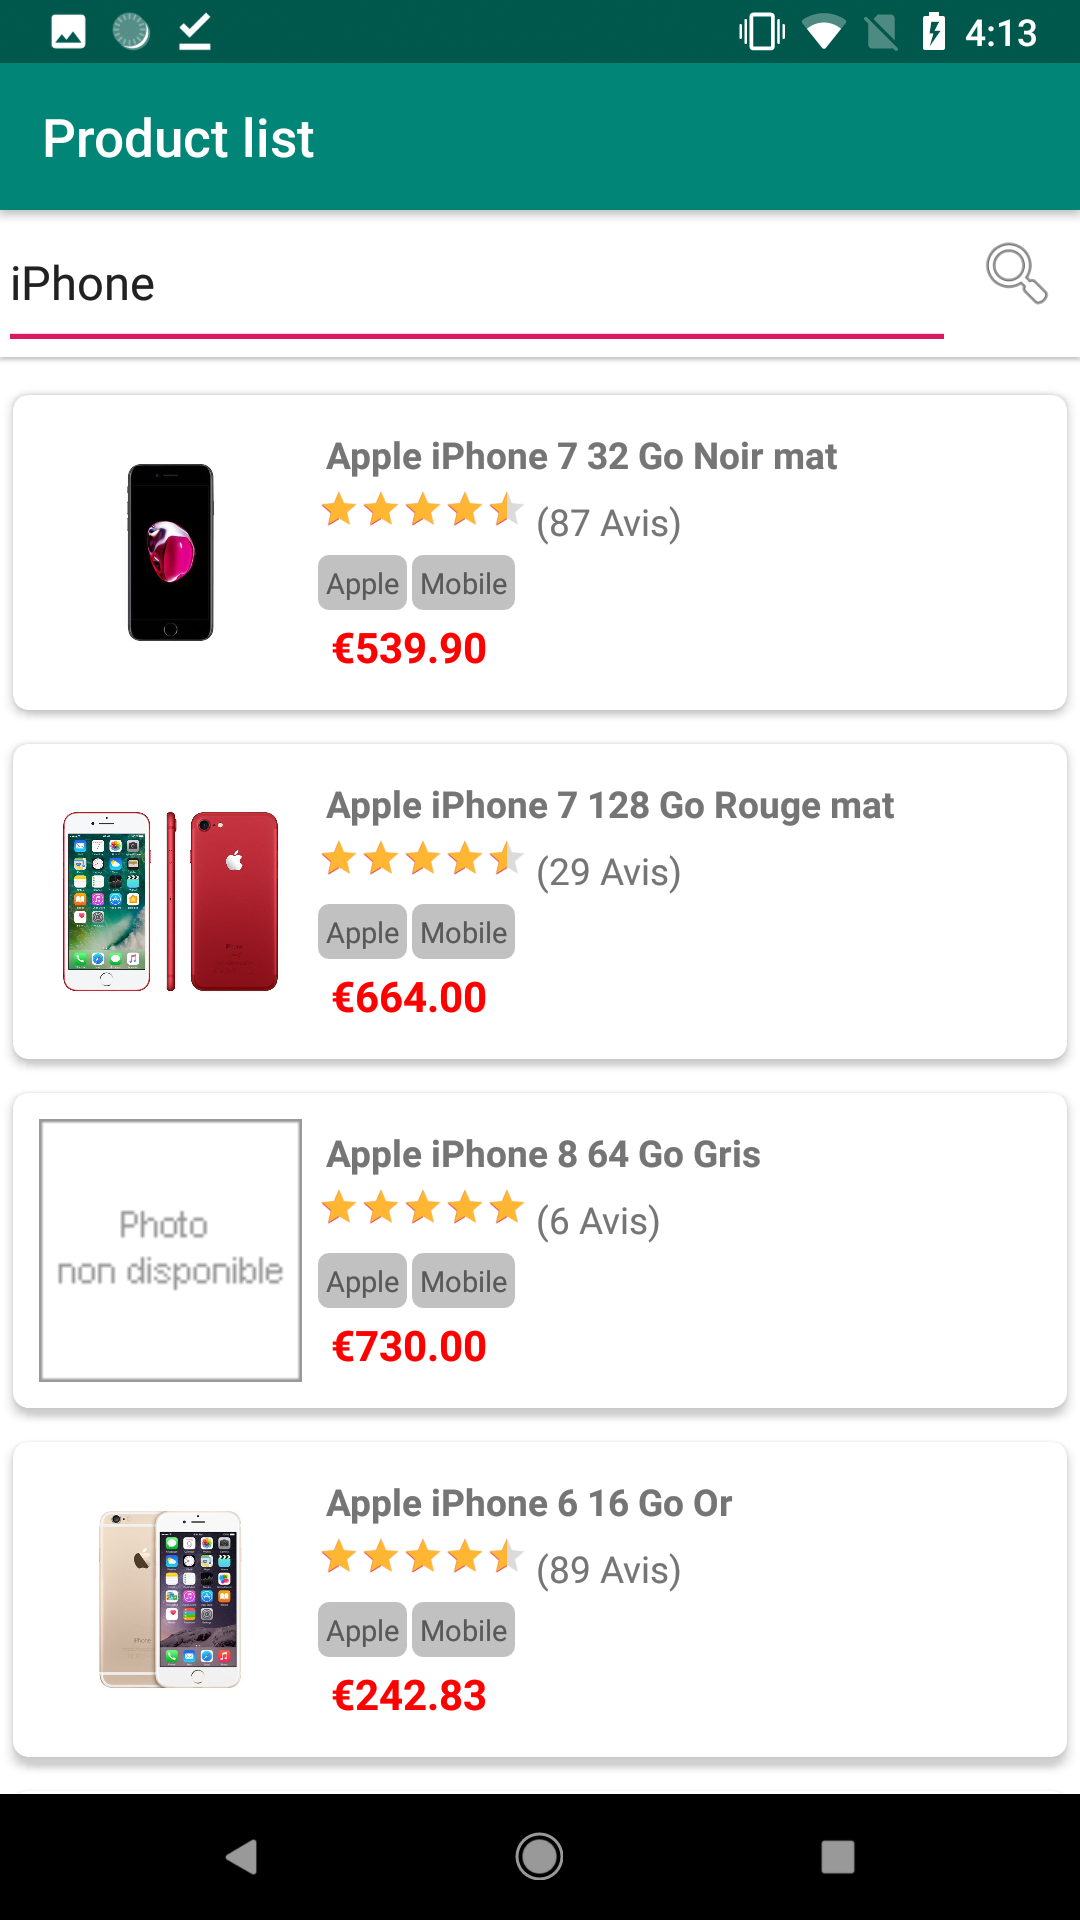 4:13
Product list
iPhone
Apple iPhone 7 32 Go Noir mat
(87 Avis)
Apple Mobile
€539.90
Apple iPhone 7 128 Go Rouge mat
(29 Avis)
Apple Mobile
€664.00
Photo
non disponible
Apple iPhone 8 64 Go Gris
(6 Avis)
Apple Mobile
€730.00
Apple iPhone 6 16 Go Or
(89 Avis)
Apple Mobile
€242.83